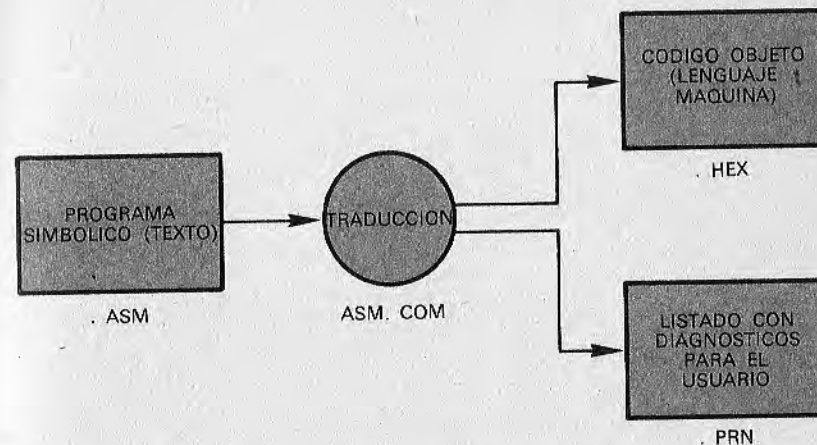 PROGRAMA
SIMBOLICO (TEXTO)
. ASM
TRADUCCION
ASM. COM
CODIGO OBJETO
(LENGUAJE
MAQUINA)
. HEX
LISTADO CON
DIAGNOSTICOS
PARA EL
USUARIO
. PRN